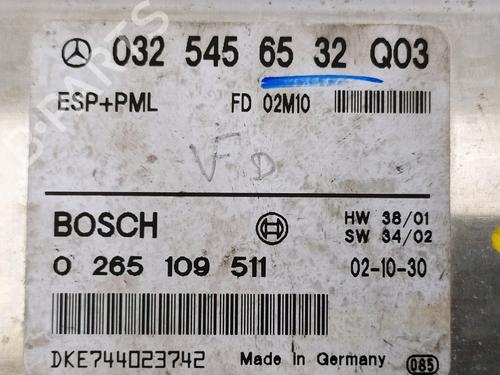 032 545 65 32 Q03
ESP+PML FD 02M10
V D
BOSCH HW 38/01
SW 34/02
0 265 109 511 02-10-30
DKE744023742 Made In Germany 085
B-PARTS